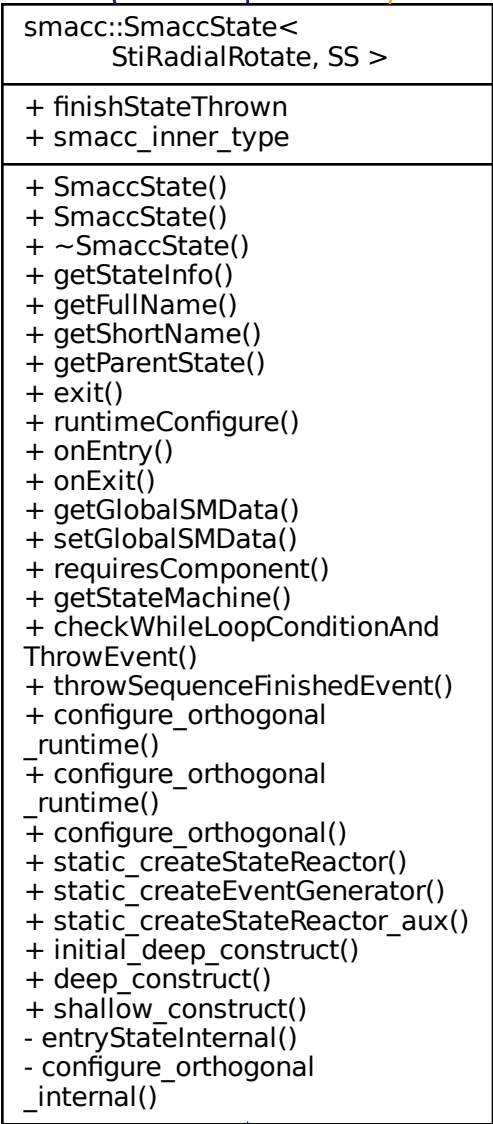 smacc::SmaccState<
StiRadialRotate, SS >
+ finishStateThrown
+ smacc_inner_type
+ SmaccState()
+ SmaccState()
+ ~SmaccState()
+ getStateInfo()
+ getFullName()
+ getShortName()
+ getParentState()
+ exit()
+ runtimeConfigure()
+ onEntry()
+ onExit()
+ getGlobalSMData()
+ setGlobalSMData()
+ requiresComponent()
+ getStateMachine()
+ checkWhileLoopConditionAnd
ThrowEvent()
+ throwSequenceFinishedEvent()
+ configure_orthogonal
_runtime()
+ configure_orthogonal
_runtime()
+ configure_orthogonal()
+ static_createStateReactor()
+ static_createEventGenerator()
+ static_createStateReactor_aux()
+ initial_deep_construct()
+ deep_construct()
+ shallow_construct()
- entryStateInternal()
- configure_orthogonal
_internal()